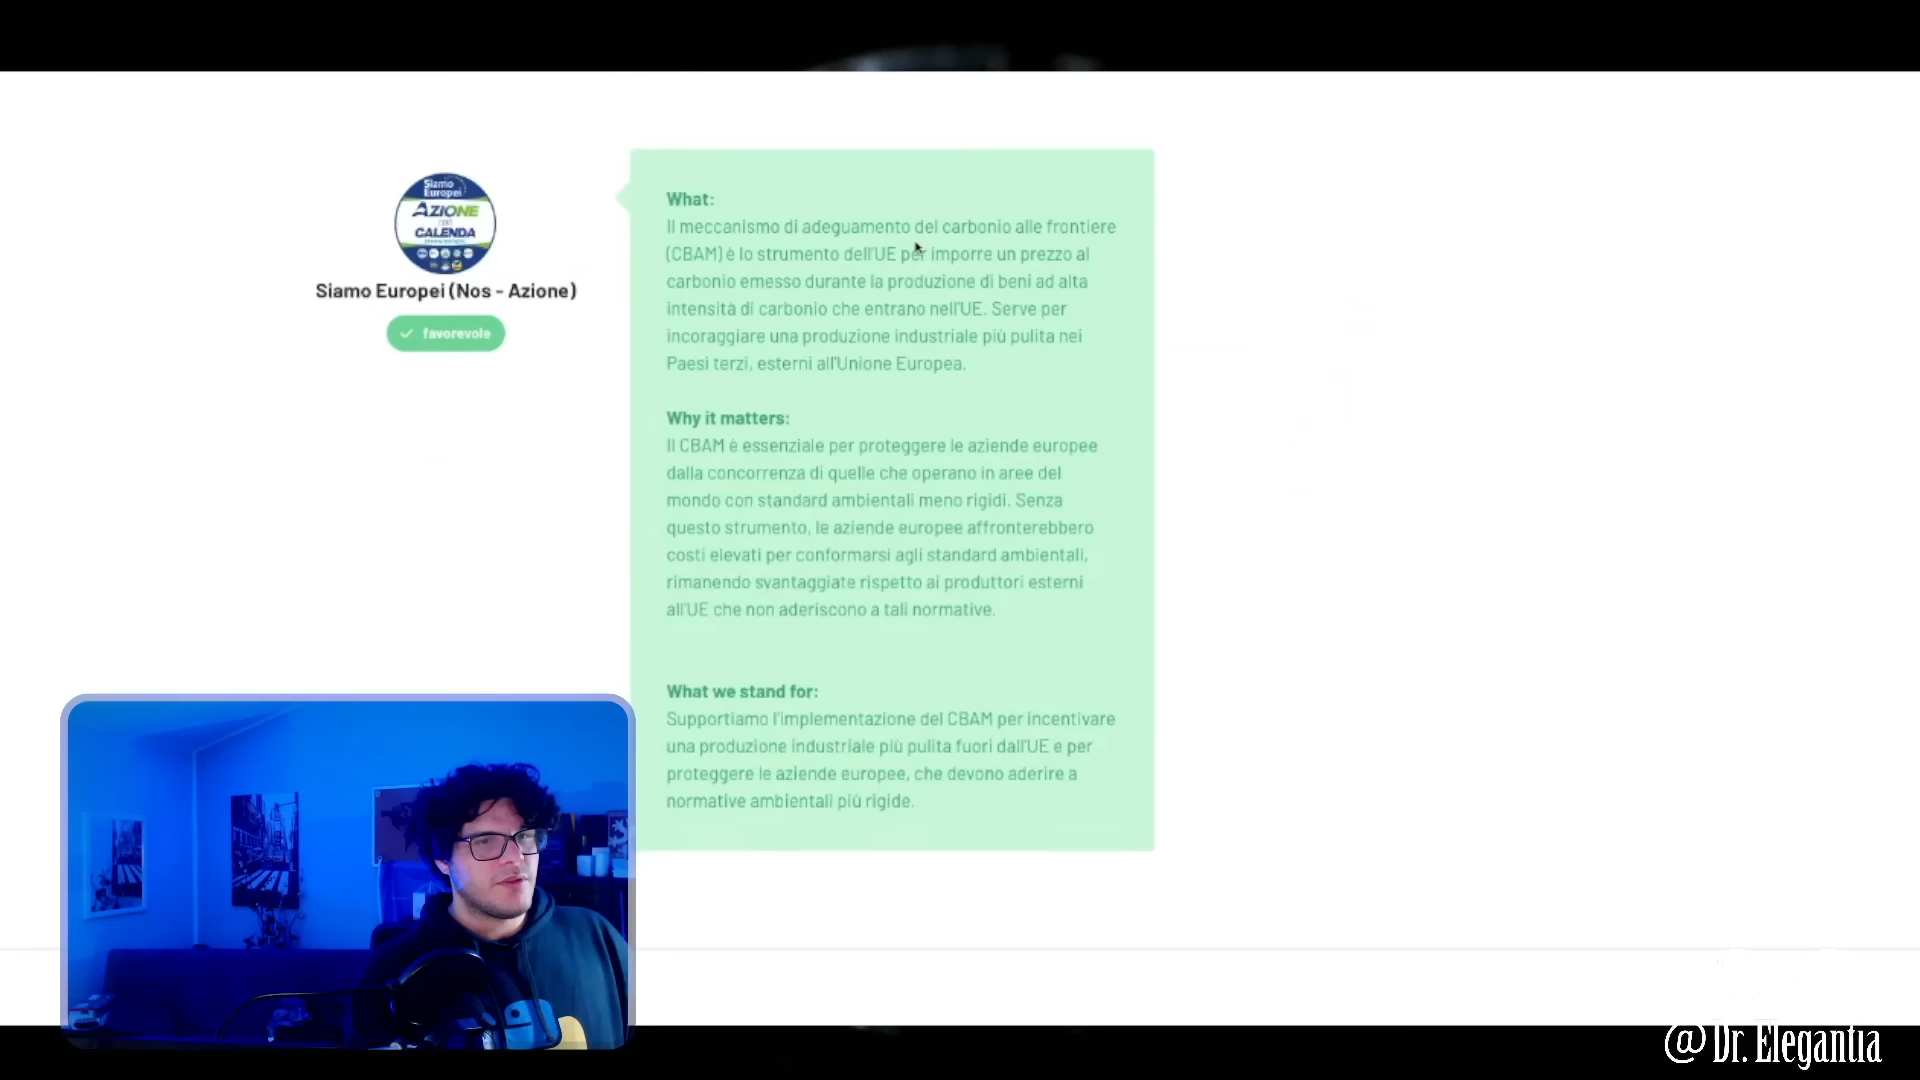 Siamo
Europei
AZIONE
CALENDA
Siamo Europei (Nos - Azione)
favorevole
What:
Il meccanismo di adeguamento del carbonio alle frontiere
(CBAM) è lo strumento dell'UE per imporre un prezzo al
carbonio emesso durante la produzione di beni ad alta
intensità di carbonio che entrano nell'UE. Serve per
incoraggiare una produzione industriale più pulita nei
Paesi terzi, esterni all'Unione Europea.
Why it matters:
Il CBAM è essenziale per proteggere le aziende europee
dalla concorrenza di quelle che operano in aree del
mondo con standard ambientali meno rigidi. Senza
questo strumento, le aziende europee affronterebbero
costi elevati per conformarsi agli standard ambientali,
rimanendo svantaggiate rispetto ai produttori esterni
all'UE che non aderiscono a tali normative.
What we stand for:
Supportiamo l'implementazione del CBAM per incentivare
una produzione industriale più pulita fuori dall'UE e per
proteggere le aziende europee, che devono aderire a
normative ambientali più rigide.
@Dr. Elegantia